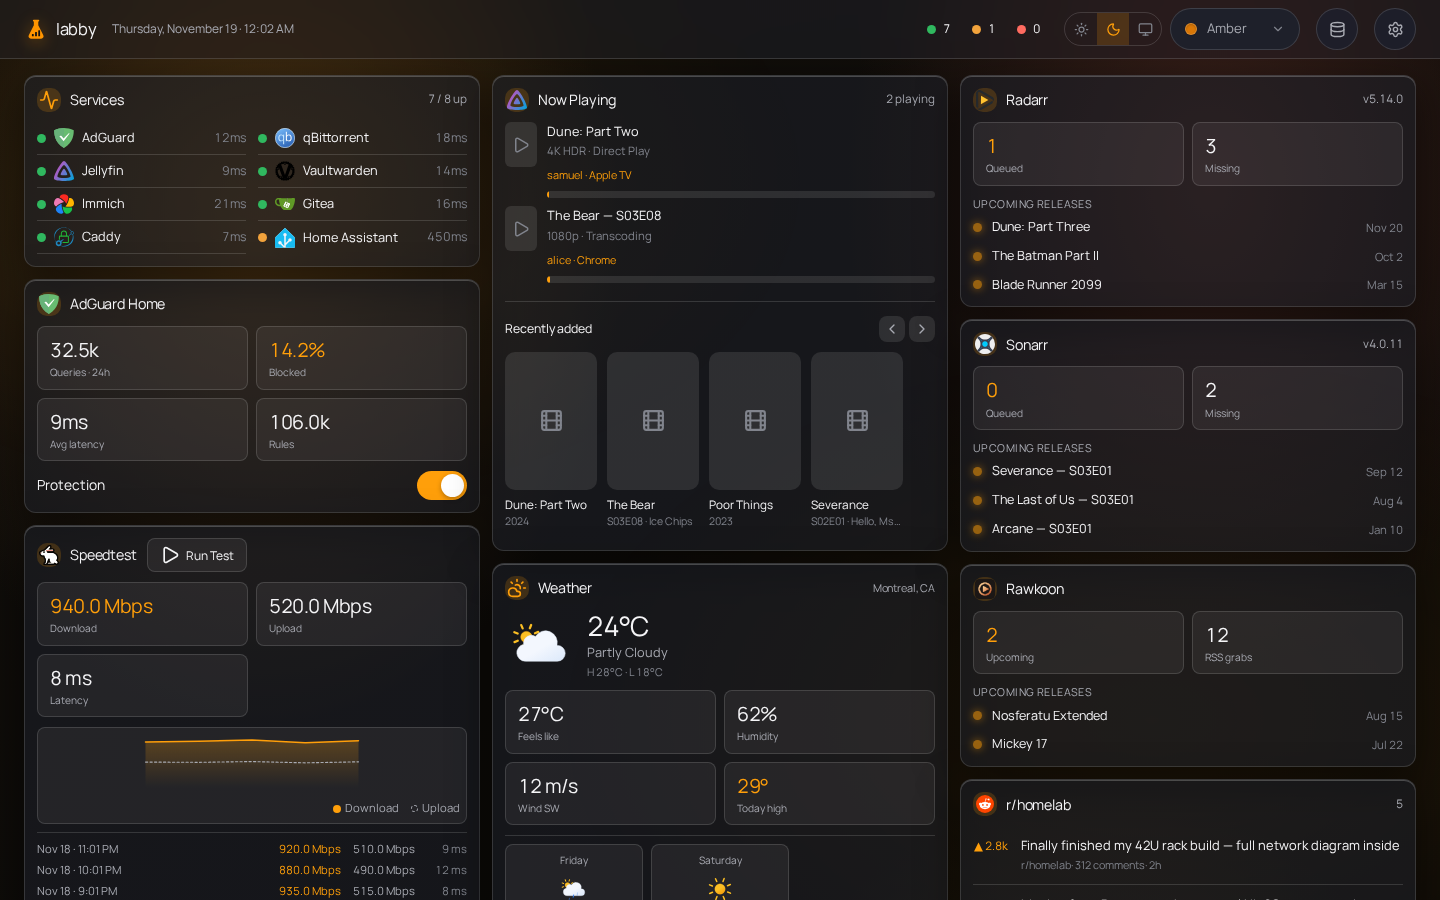 labby
Thursday, November 19 · 12:02 AM
7
1
0
Amber
Services
7 / 8 up
AdGuard 12ms
qBittorrent 18ms
Jellyfin 9ms
Vaultwarden 14ms
Immich 21ms
Gitea 16ms
Caddy 7ms
Home Assistant 450ms
AdGuard Home
32.5k
Queries · 24h
14.2%
Blocked
9ms
Avg latency
106.0k
Rules
Protection
Speedtest
Run Test
940.0 Mbps
Download
520.0 Mbps
Upload
8 ms
Latency
Download Upload
Nov 18 · 11:01 PM 920.0 Mbps 510.0 Mbps 9 ms
Nov 18 · 10:01 PM 880.0 Mbps 490.0 Mbps 12 ms
Nov 18 · 9:01 PM 935.0 Mbps 515.0 Mbps 8 ms
Now Playing
2 playing
Dune: Part Two
4K HDR · Direct Play
samuel · Apple TV
The Bear — S03E08
1080p · Transcoding
alice · Chrome
Recently added
Dune: Part Two
2024
The Bear
S03E08 · Ice Chips
Poor Things
2023
Severance
S02E01 · Hello, Ms...
Weather
Montreal, CA
24°C
Partly Cloudy
H 28°C · L 18°C
27°C
Feels like
62%
Humidity
12 m/s
Wind SW
29°
Today high
Friday
Saturday
Radarr
v5.14.0
1
Queued
3
Missing
UPCOMING RELEASES
Dune: Part Three Nov 20
The Batman Part II Oct 2
Blade Runner 2099 Mar 15
Sonarr
v4.0.11
0
Queued
2
Missing
UPCOMING RELEASES
Severance — S03E01 Sep 12
The Last of Us — S03E01 Aug 4
Arcane — S03E01 Jan 10
Rawkoon
2
Upcoming
12
RSS grabs
UPCOMING RELEASES
Nosferatu Extended Aug 15
Mickey 17 Jul 22
r/homelab
5
▲ 2.8k Finally finished my 42U rack build — full network diagram inside
r/homelab · 312 comments · 2h